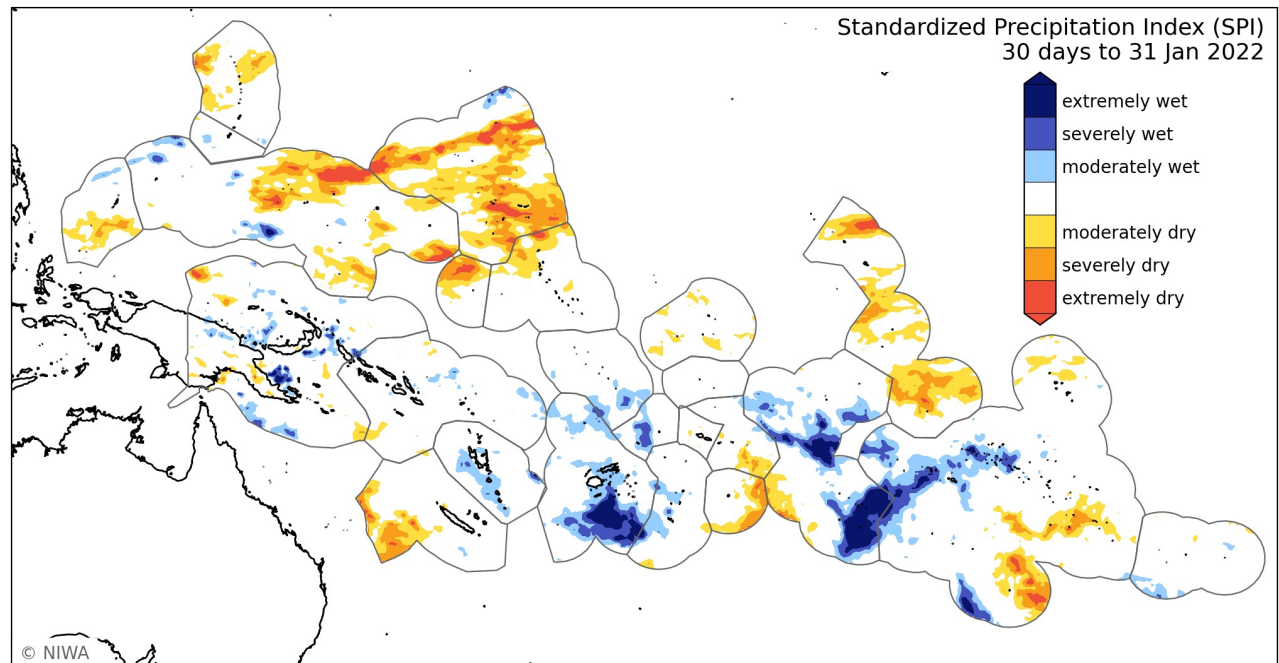 Standardized Precipitation Index (SPI)
30 days to 31 Jan 2022
extremely wet
severely wet
moderately wet
moderately dry
severely dry
extremely dry
© NIWA